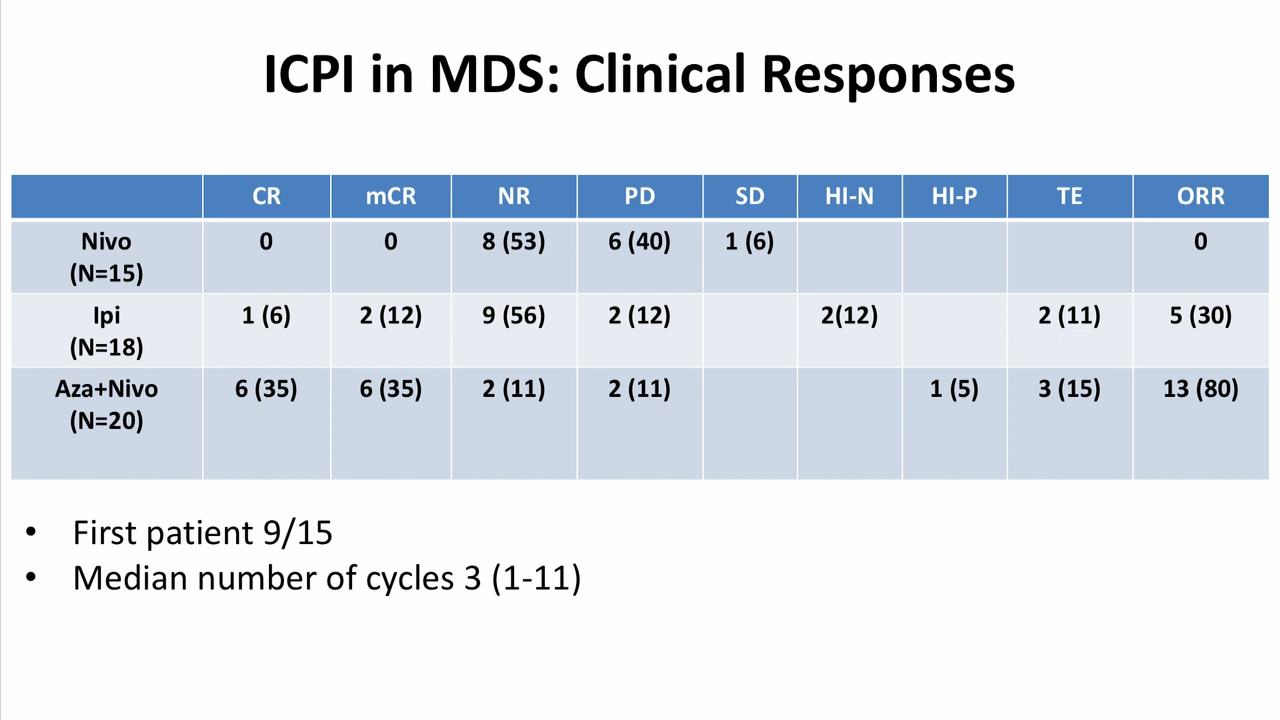 ICPI in MDS: Clinical Responses
CR mCR NR PD SD HI-N HI-P TE ORR
Nivo 0 0 8 (53) 6 (40) 1 (6) 0
(N=15)
Ipi 1 (6) 2 (12) 9 (56) 2 (12) 2(12) 2 (11) 5 (30)
(N=18)
Aza+Nivo 6 (35) 6 (35) 2 (11) 2 (11) 1 (5) 3 (15) 13 (80)
(N=20)
• First patient 9/15
• Median number of cycles 3 (1-11)